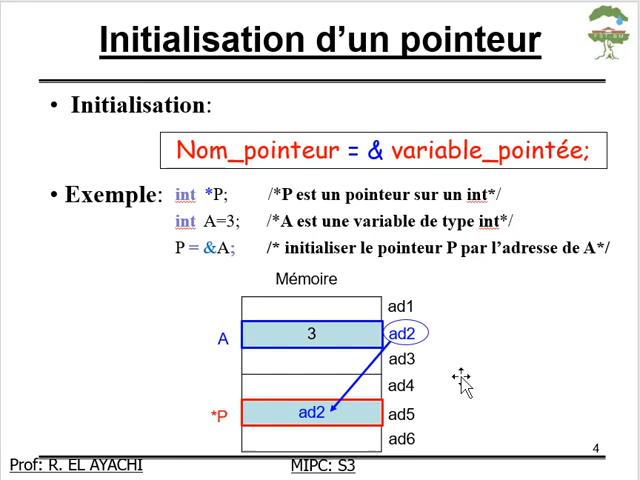 Initialisation d'un pointeur
• Initialisation:
Nom_pointeur = & variable_pointée;
• Exemple: int *P; /*P est un pointeur sur un int*/
int A=3; /*A est une variable de type int*/
P = &A; /* initialiser le pointeur P par l'adresse de A*/
Mémoire
ad1
A 3 ad2
ad3
ad4
*P ad2 ad5
ad6
4
Prof: R. EL AYACHI MIPC: S3